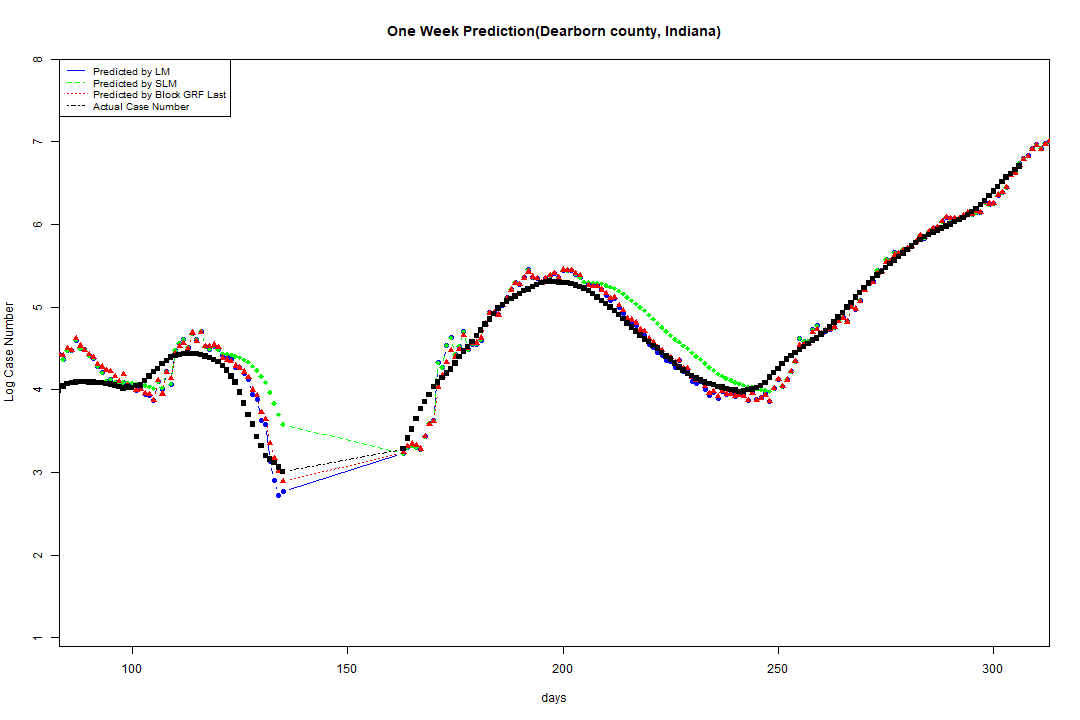 One Week Prediction(Dearborn county, Indiana)
Predicted by LM
Predicted by SLM
Predicted by Block GRF Last
Actual Case Number
Log Case Number
8
7
6
5
4
3
2
1
100 150 200 250 300
days